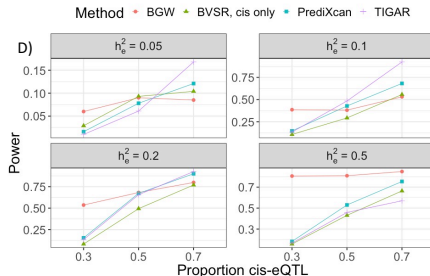 Method BGW BVSR, cis only PrediXcan TIGAR
D)
h²ₑ = 0.05
h²ₑ = 0.1
0.15
0.10
0.05
0.75
0.50
0.25
h²ₑ = 0.2
h²ₑ = 0.5
0.75
0.50
0.25
0.7
0.5
0.3
Power
0.3 0.5 0.7
0.3 0.5 0.7
Proportion cis-eQTL